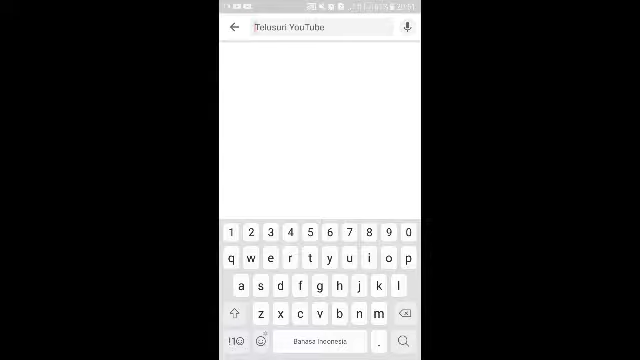 Telusuri YouTube
1 2 3 4 5 6 7 8 9 0
q w e r t y u i o p
a s d f g h j k l
z x c v b n m
!1☺ Bahasa Indonesia .